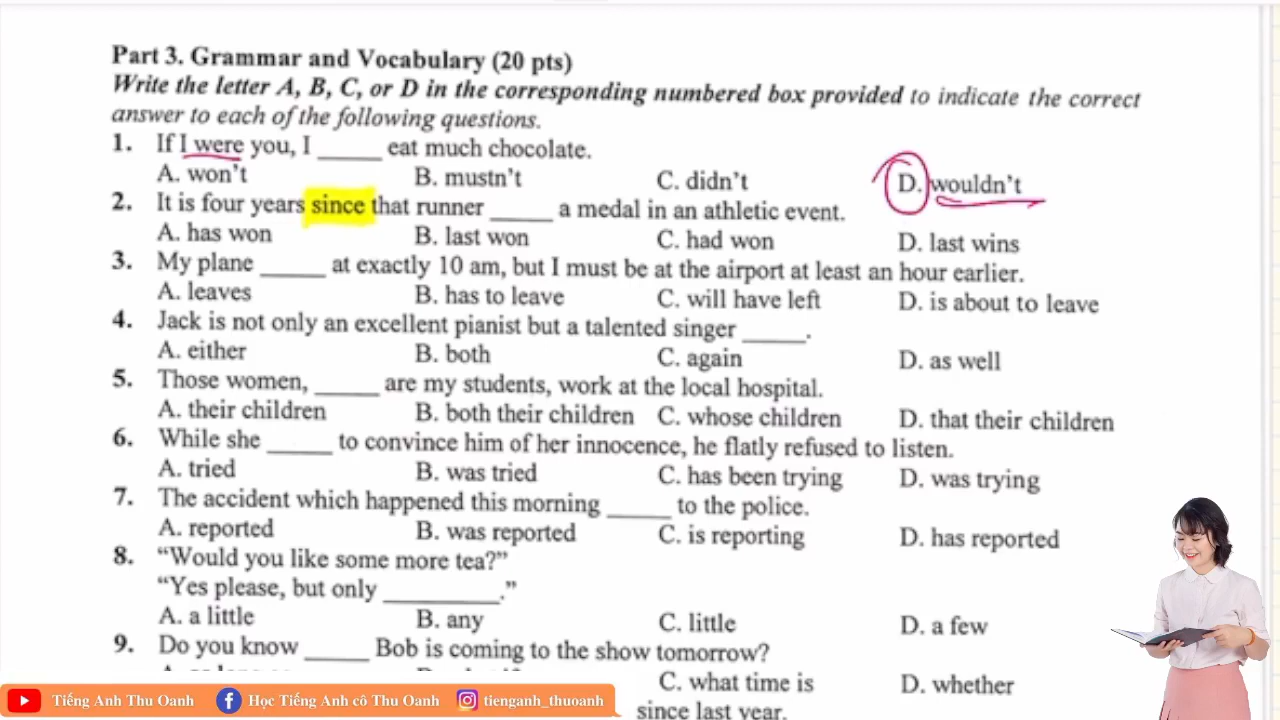 Part 3. Grammar and Vocabulary (20 pts)
Write the letter A, B, C, or D in the corresponding numbered box provided to indicate the correct
answer to each of the following questions.
1. If I were you, I ______ eat much chocolate.
A. won't B. mustn't C. didn't D. wouldn't
2. It is four years since that runner ______ a medal in an athletic event.
A. has won B. last won C. had won D. last wins
3. My plane ______ at exactly 10 am, but I must be at the airport at least an hour earlier.
A. leaves B. has to leave C. will have left D. is about to leave
4. Jack is not only an excellent pianist but a talented singer ______.
A. either B. both C. again D. as well
5. Those women, ______ are my students, work at the local hospital.
A. their children B. both their children C. whose children D. that their children
6. While she ______ to convince him of her innocence, he flatly refused to listen.
A. tried B. was tried C. has been trying D. was trying
7. The accident which happened this morning ______ to the police.
A. reported B. was reported C. is reporting D. has reported
8. “Would you like some more tea?”
“Yes please, but only __________.”
A. a little B. any C. little D. a few
9. Do you know ______ Bob is coming to the show tomorrow?
C. what time is D. whether
since last year.
Tiếng Anh Thu Oanh Học Tiếng Anh cô Thu Oanh tienganh_thuoanh